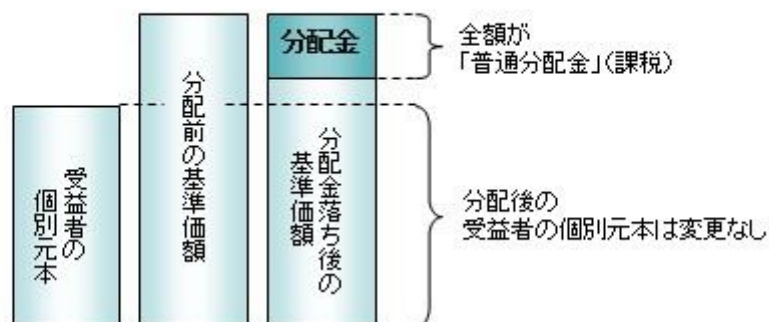 受益者の
個別元本
分配前の基準価額
分配金
分配金落ち後の
基準価額
全額が
「普通分配金」(課税)
分配後の
受益者の個別元本は変更なし